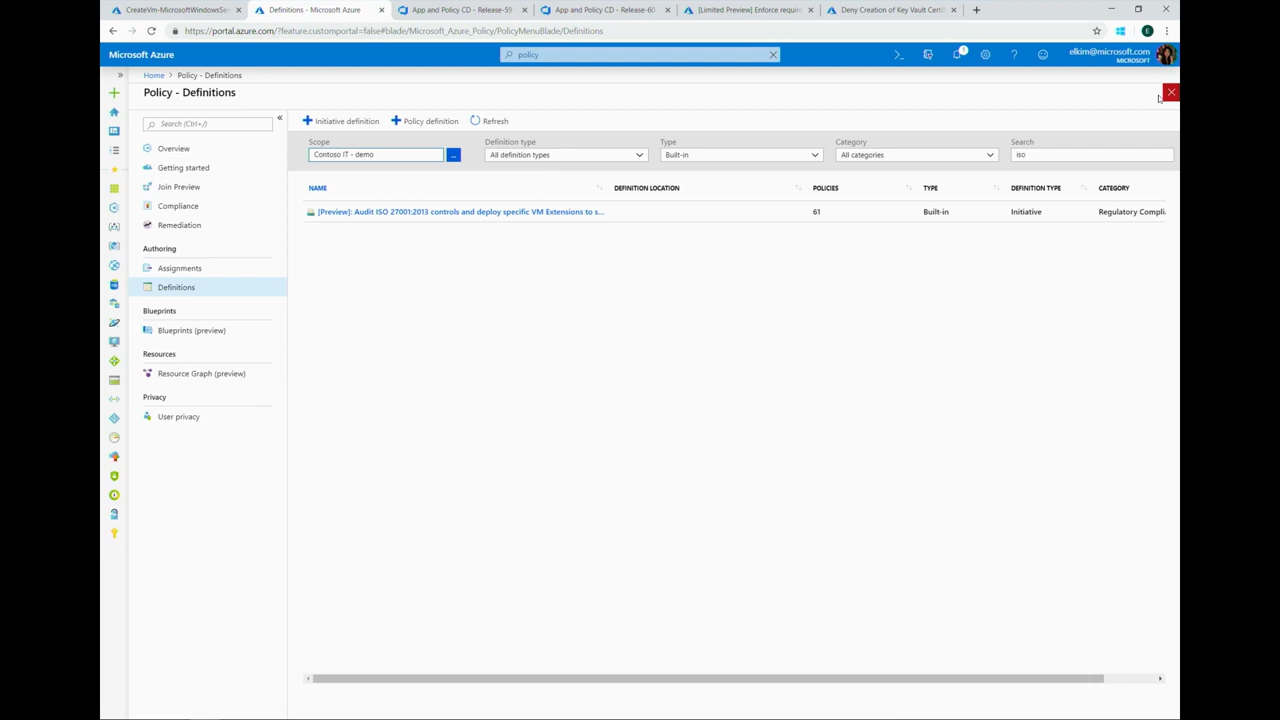 CreateVm-MicrosoftWindowsSer
Definitions - Microsoft Azure
App and Policy CD - Release-59
App and Policy CD - Release-60
[Limited Preview] Enforce require
Deny Creation of Key Vault Certif
https://portal.azure.com/?feature.customportal=false#blade/Microsoft_Azure_Policy/PolicyMenuBlade/Definitions
E
Microsoft Azure
policy
1
elkim@microsoft.com
MICROSOFT
Home > Policy - Definitions
Policy - Definitions
Search (Ctrl+/)
Overview
Getting started
Join Preview
Compliance
Remediation
Authoring
Assignments
Definitions
Blueprints
Blueprints (preview)
Resources
Resource Graph (preview)
Privacy
User privacy
Initiative definition
Policy definition
Refresh
Scope
Contoso IT - demo
...
Definition type
All definition types
Type
Built-in
Category
All categories
Search
iso
NAME DEFINITION LOCATION POLICIES TYPE DEFINITION TYPE CATEGORY
[Preview]: Audit ISO 27001:2013 controls and deploy specific VM Extensions to s... 61 Built-in Initiative Regulatory Compli